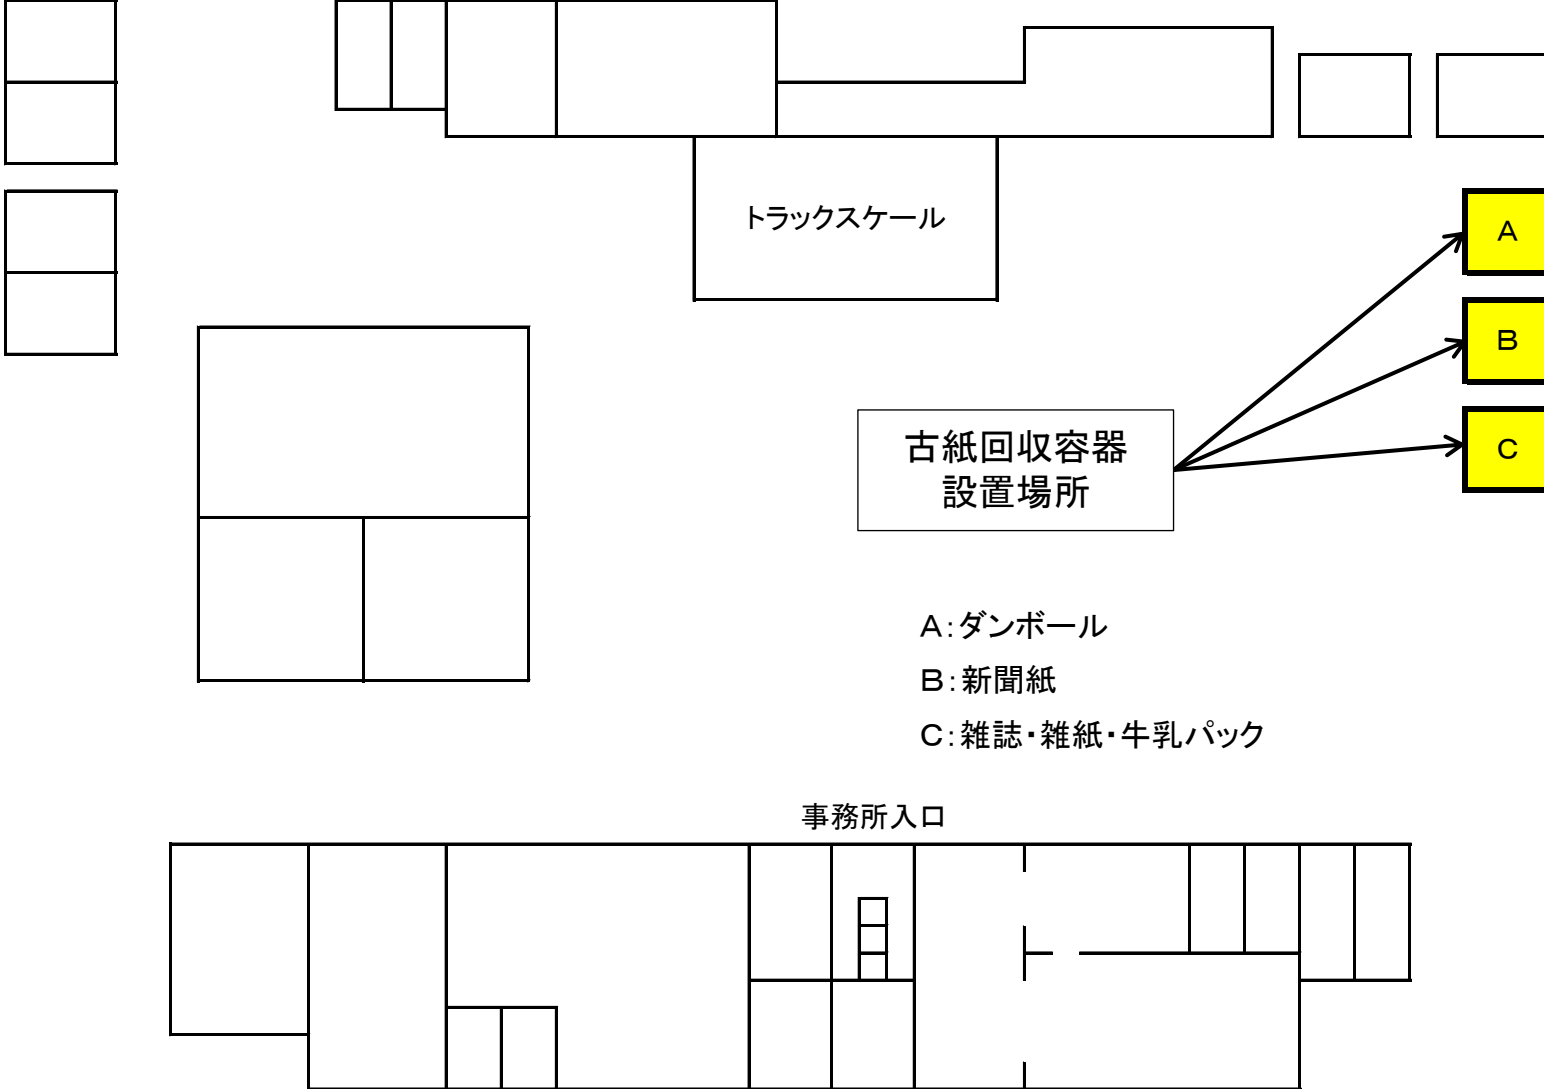 トラックスケール
A
B
C
古紙回収容器
設置場所
A:ダンボール
B:新聞紙
C:雑誌・雑紙・牛乳パック
事務所入口